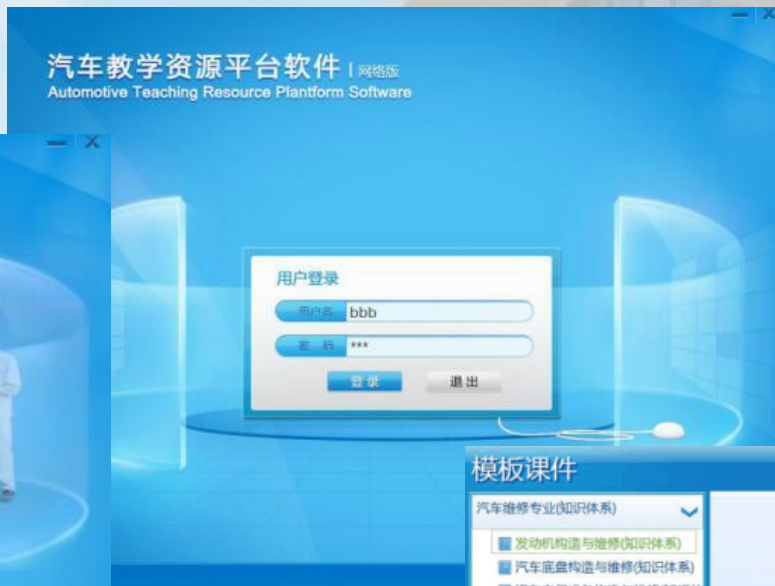 汽车教学资源平台软件 | 网络版
Automotive Teaching Resource Plantform Software
用户登录
用户名 bbb
密 码 ***
登 录 退 出
模板课件
汽车维修专业(知识体系)
发动机构造与维修(知识体系)
汽车底盘构造与维修(知识体系)